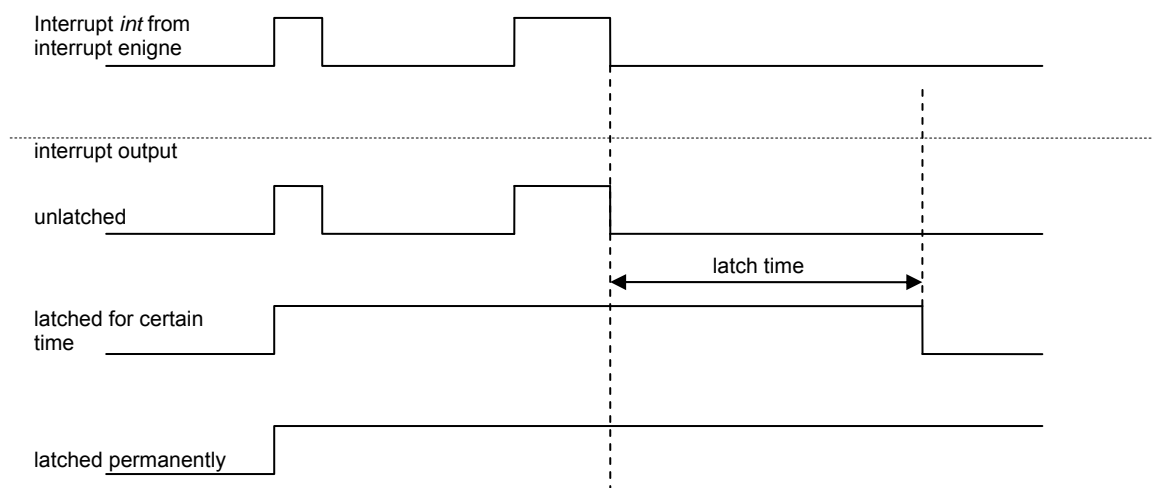 Interrupt int from
interrupt enigne
interrupt output
unlatched
latch time
latched for certain
time
latched permanently